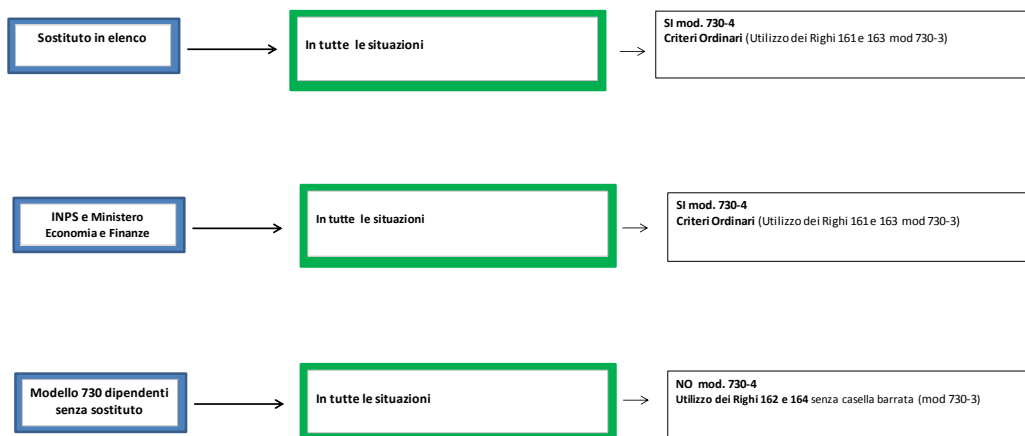 Sostituto in elenco
In tutte le situazioni
SI mod. 730-4
Criteri Ordinari (Utilizzo dei Righi 161 e 163 mod 730-3)
INPS e Ministero
Economia e Finanze
In tutte le situazioni
SI mod. 730-4
Criteri Ordinari (Utilizzo dei Righi 161 e 163 mod 730-3)
Modello 730 dipendenti
senza sostituto
In tutte le situazioni
NO mod. 730-4
Utilizzo dei Righi 162 e 164 senza casella barrata (mod 730-3)